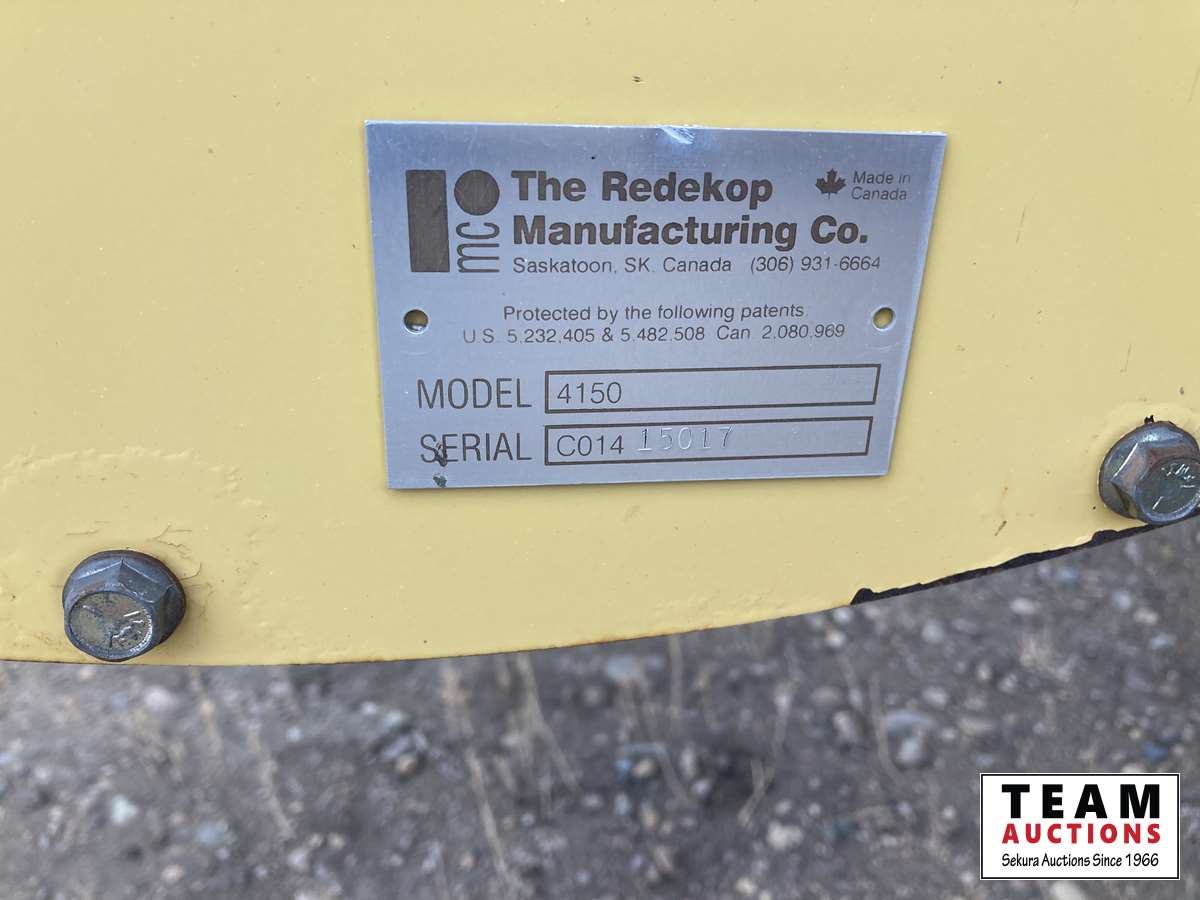 mco
The Redekop
Manufacturing Co.
Made in
Canada
Saskatoon, SK. Canada (306) 931-6664
Protected by the following patents.
U.S. 5,232,405 & 5,482,508 Can 2,080,969
MODEL 4150
SERIAL C014 15017
TEAM
AUCTIONS
Sekura Auctions Since 1966